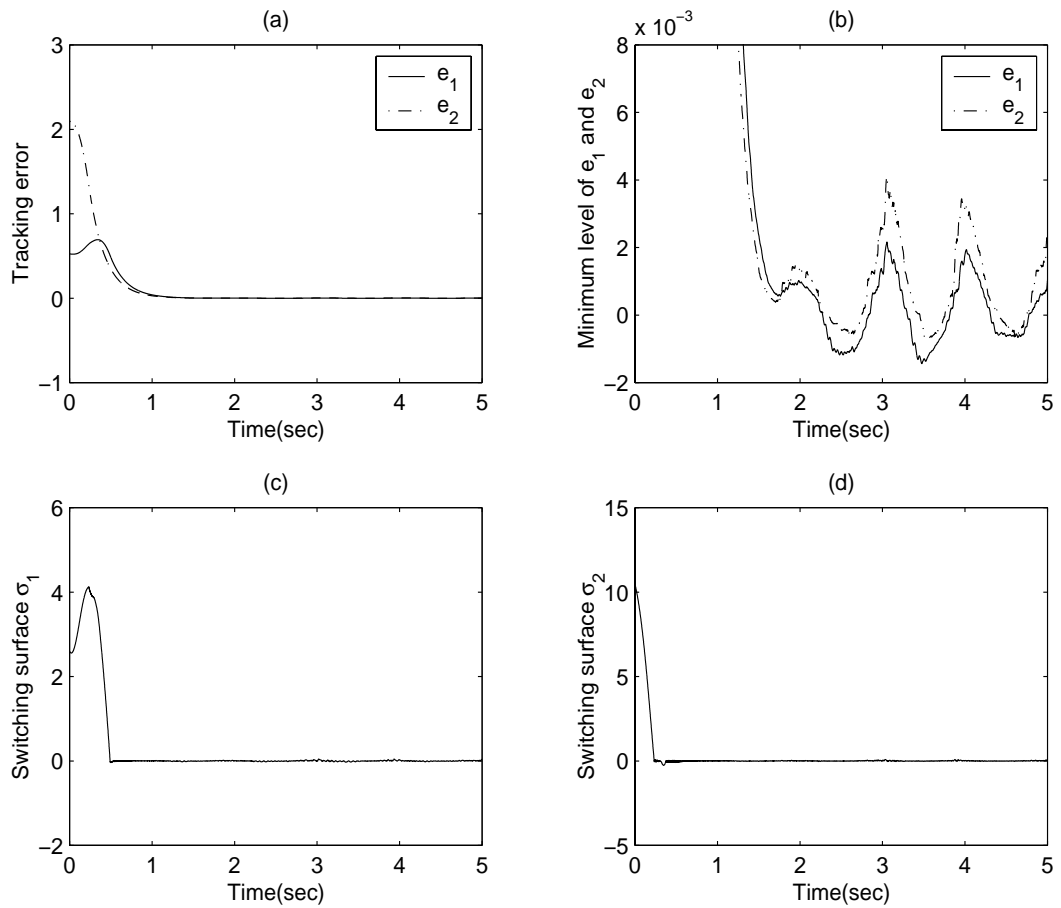 (a)
3
2
1
0
−1
Tracking error
e1
e2
0 1 2 3 4 5
Time(sec)
(b)
x 10−3
8
6
4
2
0
−2
Minimum level of e1 and e2
e1
e2
0 1 2 3 4 5
Time(sec)
(c)
6
4
2
0
−2
Switching surface σ1
0 1 2 3 4 5
Time(sec)
(d)
15
10
5
0
−5
Switching surface σ2
0 1 2 3 4 5
Time(sec)